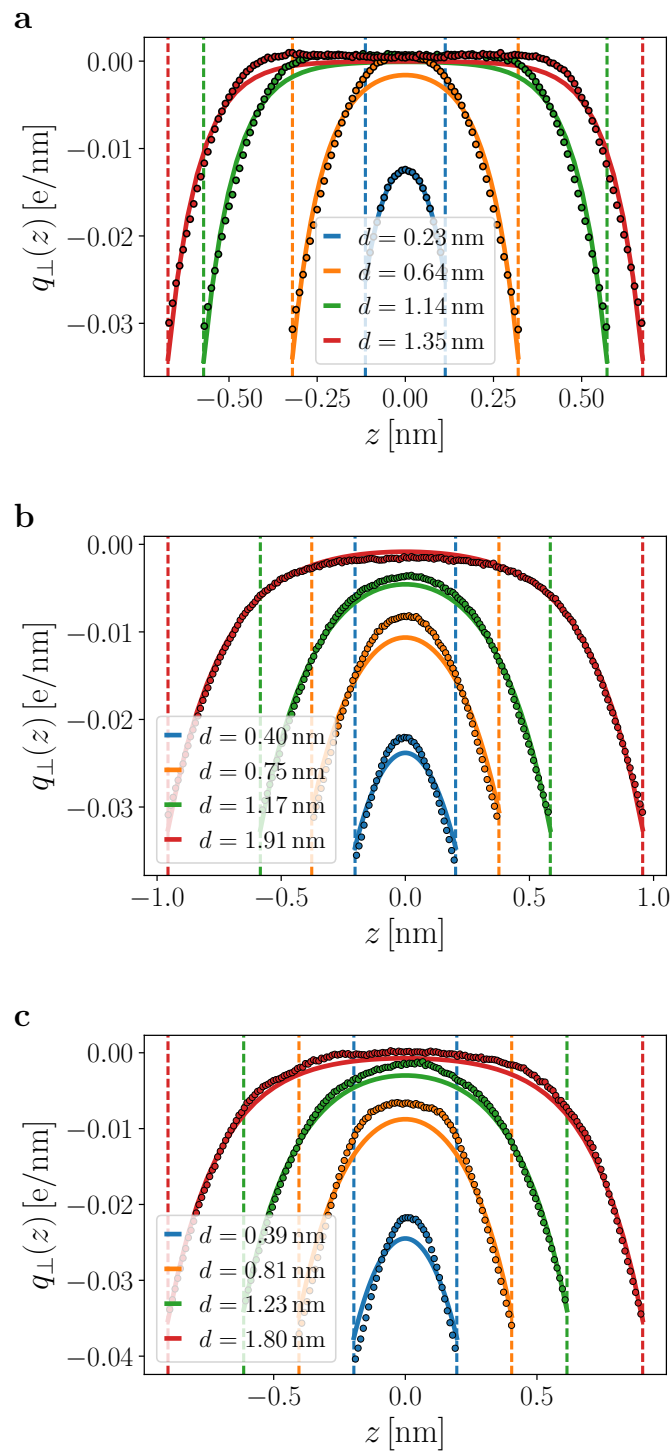 a
0.00
−0.01
−0.02
−0.03
q⊥(z) [e/nm]
d = 0.23 nm
d = 0.64 nm
d = 1.14 nm
d = 1.35 nm
−0.50 −0.25 0.00 0.25 0.50
z [nm]
b
0.00
−0.01
−0.02
−0.03
q⊥(z) [e/nm]
d = 0.40 nm
d = 0.75 nm
d = 1.17 nm
d = 1.91 nm
−1.0 −0.5 0.0 0.5 1.0
z [nm]
c
0.00
−0.01
−0.02
−0.03
−0.04
q⊥(z) [e/nm]
d = 0.39 nm
d = 0.81 nm
d = 1.23 nm
d = 1.80 nm
−0.5 0.0 0.5
z [nm]